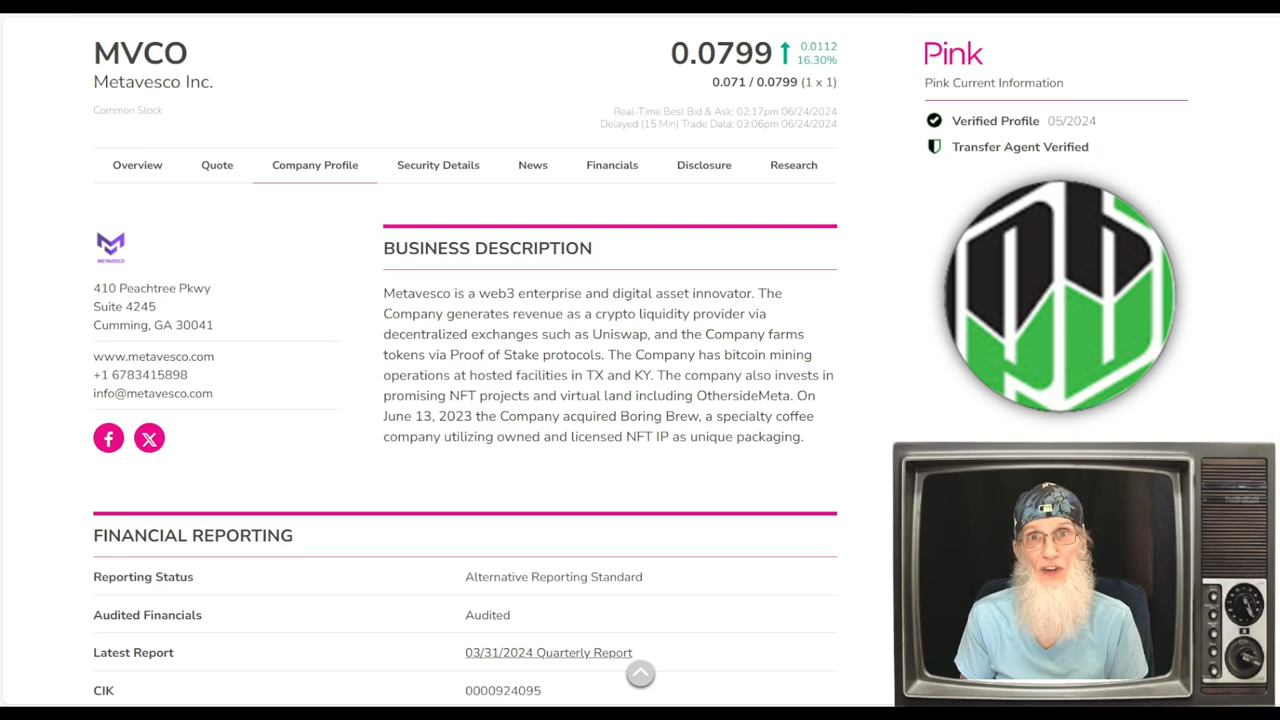 MVCO
Metavesco Inc.
Common Stock
0.0799
0.0112
16.30%
0.071 / 0.0799 (1 x 1)
Real-Time Best Bid & Ask: 02:17pm 06/24/2024
Delayed (15 Min) Trade Data: 03:06pm 06/24/2024
Pink
Pink Current Information
Verified Profile 05/2024
Transfer Agent Verified
Overview Quote Company Profile Security Details News Financials Disclosure Research
METAVESCO
410 Peachtree Pkwy
Suite 4245
Cumming, GA 30041
www.metavesco.com
+1 6783415898
info@metavesco.com
BUSINESS DESCRIPTION
Metavesco is a web3 enterprise and digital asset innovator. The
Company generates revenue as a crypto liquidity provider via
decentralized exchanges such as Uniswap, and the Company farms
tokens via Proof of Stake protocols. The Company has bitcoin mining
operations at hosted facilities in TX and KY. The company also invests in
promising NFT projects and virtual land including OthersideMeta. On
June 13, 2023 the Company acquired Boring Brew, a specialty coffee
company utilizing owned and licensed NFT IP as unique packaging.
FINANCIAL REPORTING
Reporting Status Alternative Reporting Standard
Audited Financials Audited
Latest Report 03/31/2024 Quarterly Report
CIK 0000924095